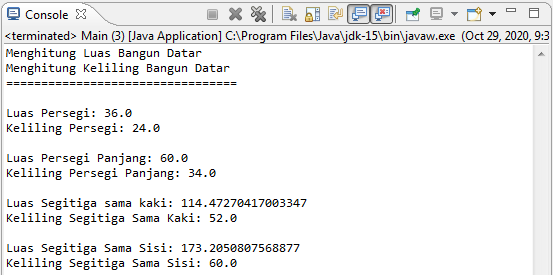 Console
<terminated> Main (3) [Java Application] C:\Program Files\Java\jdk-15\bin\javaw.exe (Oct 29, 2020, 9:3
Menghitung Luas Bangun Datar
Menghitung Keliling Bangun Datar
=================================
Luas Persegi: 36.0
Keliling Persegi: 24.0
Luas Persegi Panjang: 60.0
Keliling Persegi Panjang: 34.0
Luas Segitiga sama kaki: 114.47270417003347
Keliling Segitiga Sama Kaki: 52.0
Luas Segitiga Sama Sisi: 173.2050807568877
Keliling Segitiga Sama Sisi: 60.0